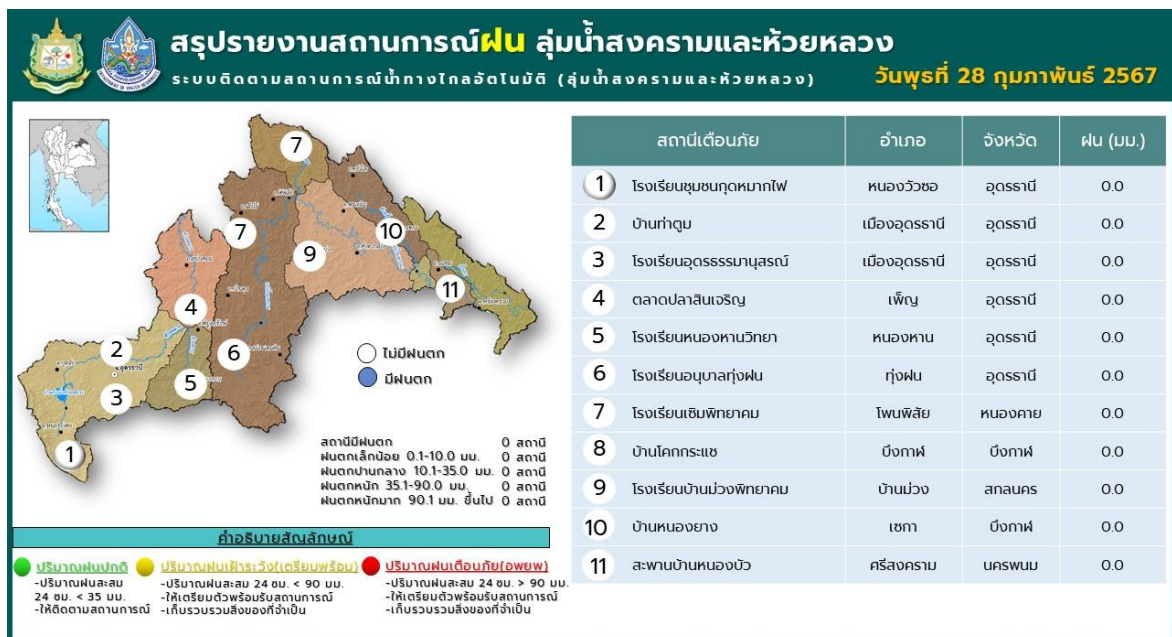 สรุปรายงานสถานการณ์ฝน ลุ่มน้ำสงครามและห้วยหลวง
ระบบติดตามสถานการณ์น้ำทางไกลอัตโนมัติ (ลุ่มน้ำสงครามและห้วยหลวง)
วันพุธที่ 28 กุมภาพันธ์ 2567
7
7
10
9
11
4
2
6
5
3
1
อ.อุดรธานี
ไม่มีฝนตก
มีฝนตก
สถานีมีฝนตก 0 สถานี
ฝนตกเล็กน้อย 0.1-10.0 มม. 0 สถานี
ฝนตกปานกลาง 10.1-35.0 มม. 0 สถานี
ฝนตกหนัก 35.1-90.0 มม. 0 สถานี
ฝนตกหนักมาก 90.1 มม. ขึ้นไป 0 สถานี
คำอธิบายสัญลักษณ์
ปริมาณฝนปกติ
-ปริมาณฝนสะสม
24 ชม. < 35 มม.
-ให้ติดตามสถานการณ์
ปริมาณฝนเฝ้าระวัง(เตรียมพร้อม)
-ปริมาณฝนสะสม 24 ชม. < 90 มม.
-ให้เตรียมตัวพร้อมรับสถานการณ์
-เก็บรวบรวมสิ่งของที่จำเป็น
ปริมาณฝนเตือนภัย(อพยพ)
-ปริมาณฝนสะสม 24 ชม. > 90 มม.
-ให้เตรียมตัวพร้อมรับสถานการณ์
-เก็บรวบรวมสิ่งของที่จำเป็น
สถานีเตือนภัย อำเภอ จังหวัด ฝน (มม.)
1 โรงเรียนชุมชนกุดหมากไฟ หนองวัวซอ อุดรธานี 0.0
2 บ้านท่าตูม เมืองอุดรธานี อุดรธานี 0.0
3 โรงเรียนอุดรธรรมานุสรณ์ เมืองอุดรธานี อุดรธานี 0.0
4 ตลาดปลาสินเจริญ เพ็ญ อุดรธานี 0.0
5 โรงเรียนหนองหานวิทยา หนองหาน อุดรธานี 0.0
6 โรงเรียนอนุบาลทุ่งฝน ทุ่งฝน อุดรธานี 0.0
7 โรงเรียนเซิมพิทยาคม โพนพิสัย หนองคาย 0.0
8 บ้านโคกกระแซ บึงกาฬ บึงกาฬ 0.0
9 โรงเรียนบ้านม่วงพิทยาคม บ้านม่วง สกลนคร 0.0
10 บ้านหนองยาง เซกา บึงกาฬ 0.0
11 สะพานบ้านหนองบัว ศรีสงคราม นครพนม 0.0